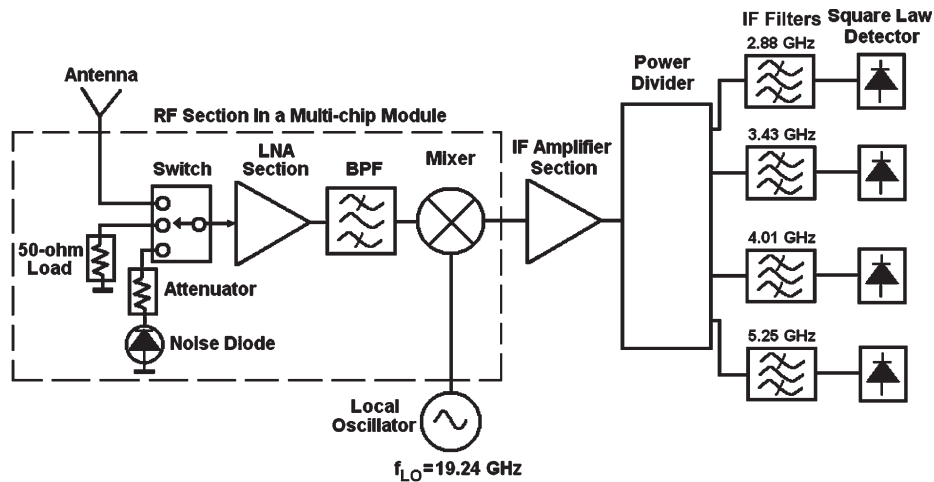 IF Filters
Square Law
Detector
2.88 GHz
Power
Divider
Antenna
RF Section In a Multi-chip Module
LNA
Section
BPF
Mixer
IF Amplifier
Section
Switch
3.43 GHz
50-ohm
Load
Attenuator
4.01 GHz
Noise Diode
5.25 GHz
Local
Oscillator
fLO=19.24 GHz